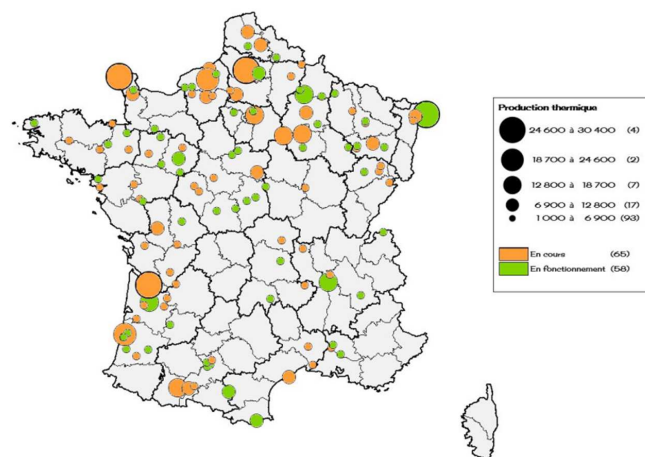 Production thermique
24 600 à 30 400 (4)
18 700 à 24 600 (2)
12 800 à 18 700 (7)
6 900 à 12 800 (17)
1 000 à 6 900 (93)
En cours (65)
En fonctionnement (58)